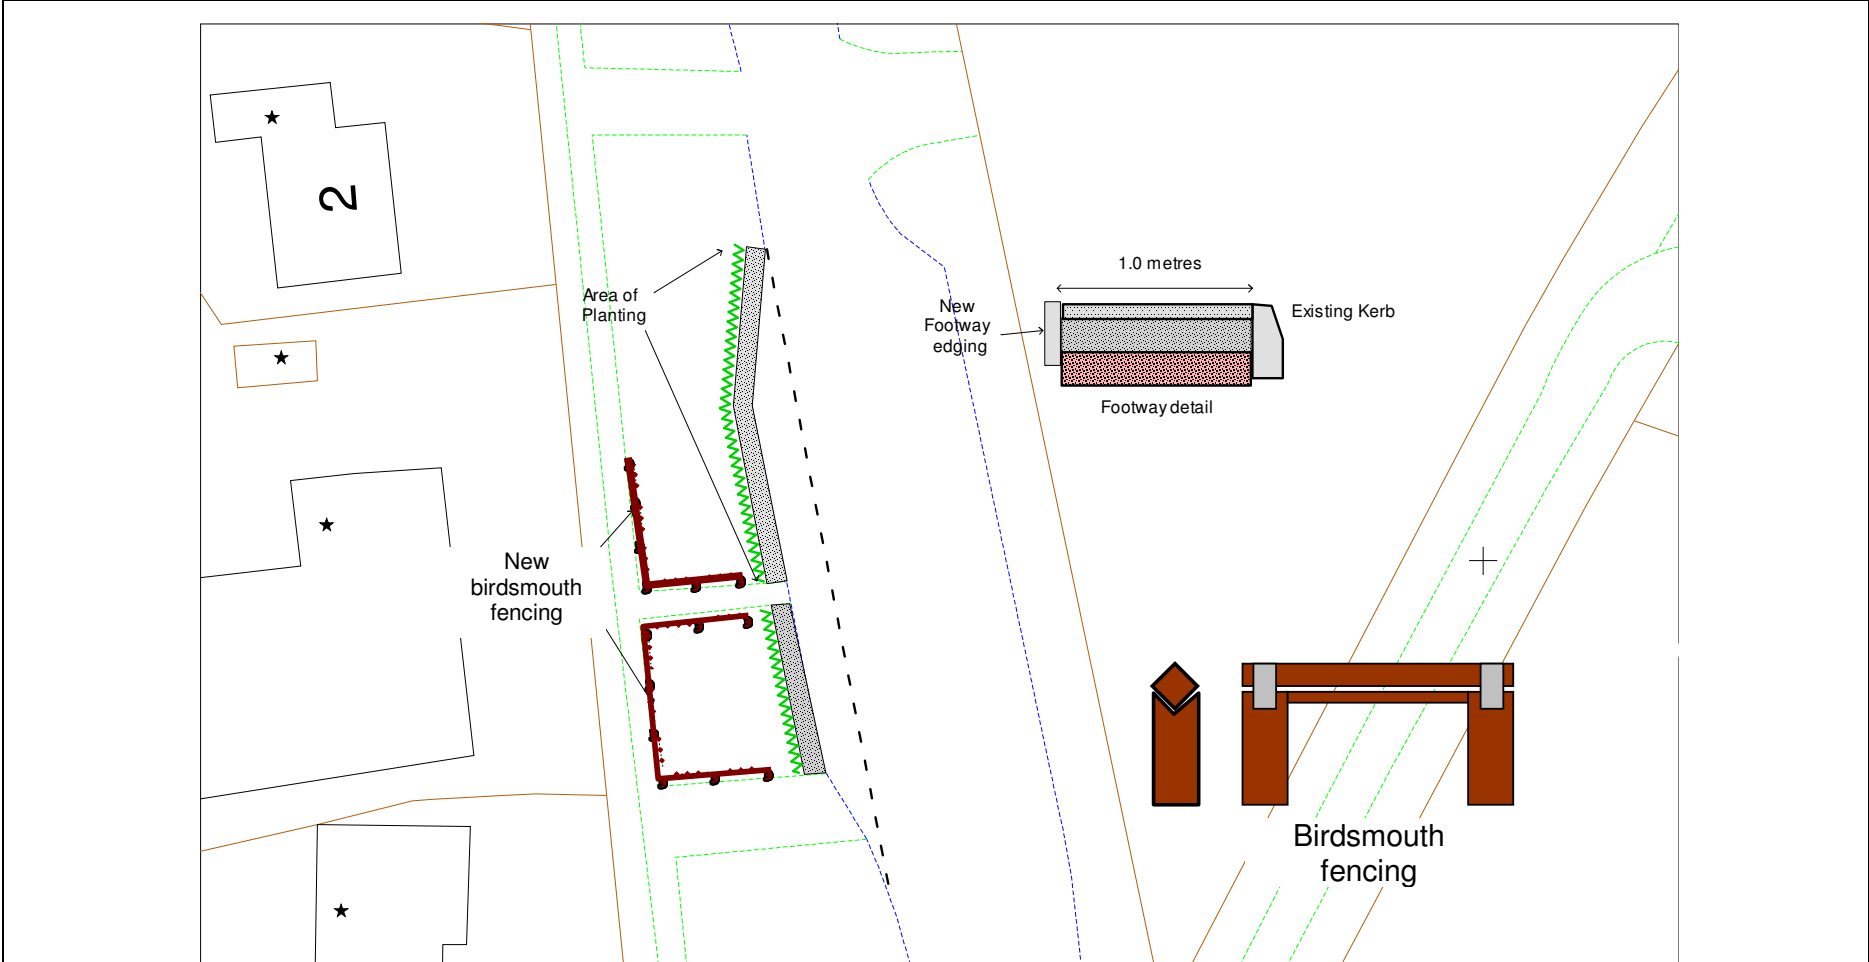 2
Area of
Planting
1.0 metres
New
Footway
edging
Existing Kerb
Footway detail
New
birdsmouth
fencing
Birdsmouth
fencing